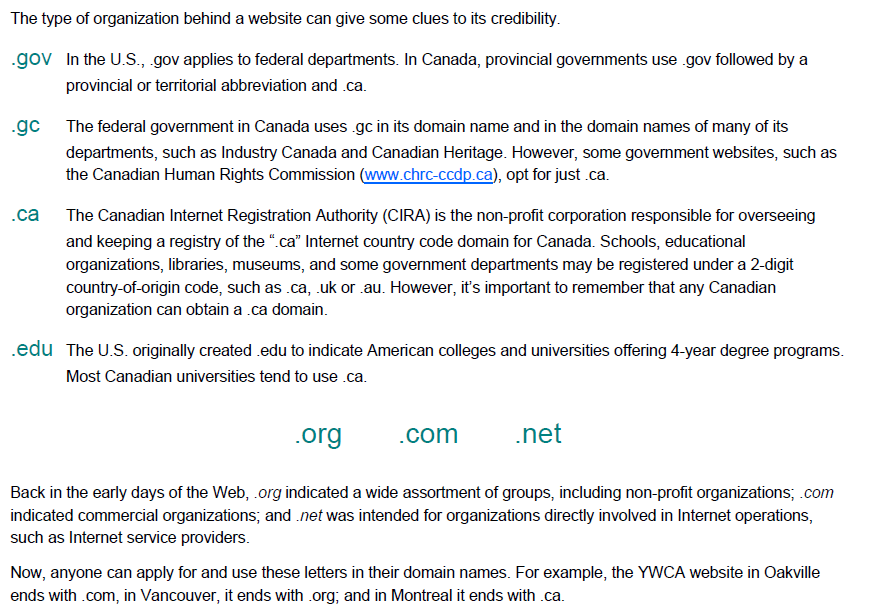 The type of organization behind a website can give some clues to its credibility.
.gov In the U.S., .gov applies to federal departments. In Canada, provincial governments use .gov followed by a
provincial or territorial abbreviation and .ca.
.gc The federal government in Canada uses .gc in its domain name and in the domain names of many of its
departments, such as Industry Canada and Canadian Heritage. However, some government websites, such as
the Canadian Human Rights Commission (www.chrc-ccdp.ca), opt for just .ca.
.ca The Canadian Internet Registration Authority (CIRA) is the non-profit corporation responsible for overseeing
and keeping a registry of the “.ca” Internet country code domain for Canada. Schools, educational
organizations, libraries, museums, and some government departments may be registered under a 2-digit
country-of-origin code, such as .ca, .uk or .au. However, it’s important to remember that any Canadian
organization can obtain a .ca domain.
.edu The U.S. originally created .edu to indicate American colleges and universities offering 4-year degree programs.
Most Canadian universities tend to use .ca.
.org .com .net
Back in the early days of the Web, .org indicated a wide assortment of groups, including non-profit organizations; .com
indicated commercial organizations; and .net was intended for organizations directly involved in Internet operations,
such as Internet service providers.
Now, anyone can apply for and use these letters in their domain names. For example, the YWCA website in Oakville
ends with .com, in Vancouver, it ends with .org; and in Montreal it ends with .ca.